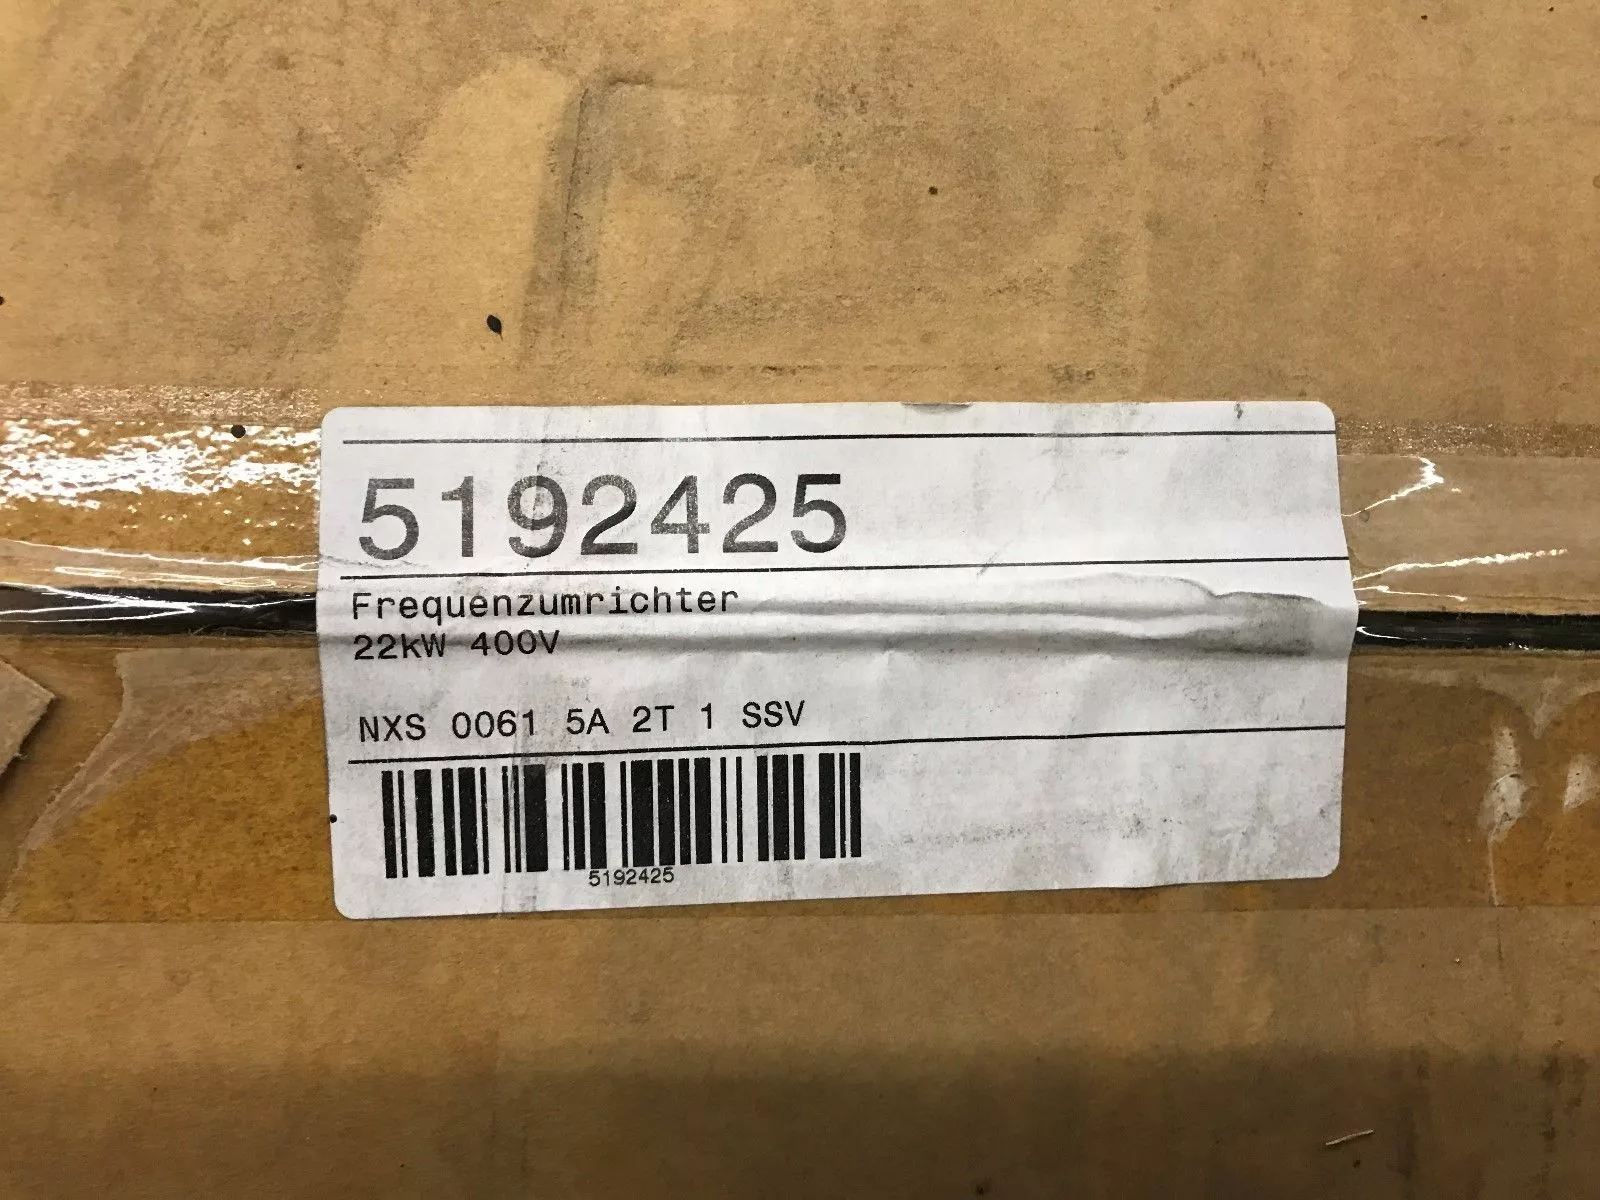 5192425
Frequenzumrichter
22kW 400V
NXS 0061 5A 2T 1 SSV
5192425